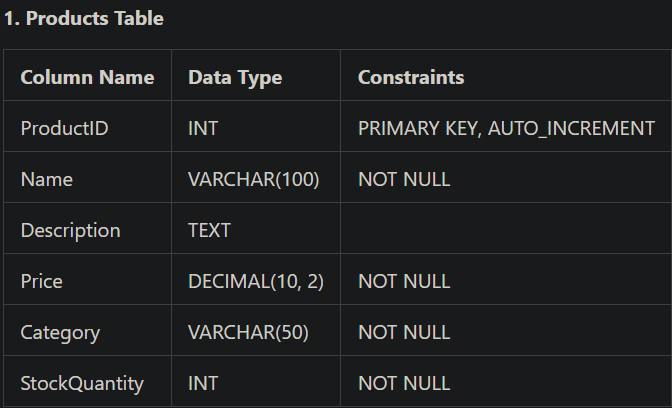 1. Products Table
Column Name Data Type Constraints
ProductID INT PRIMARY KEY, AUTO_INCREMENT
Name VARCHAR(100) NOT NULL
Description TEXT
Price DECIMAL(10, 2) NOT NULL
Category VARCHAR(50) NOT NULL
StockQuantity INT NOT NULL